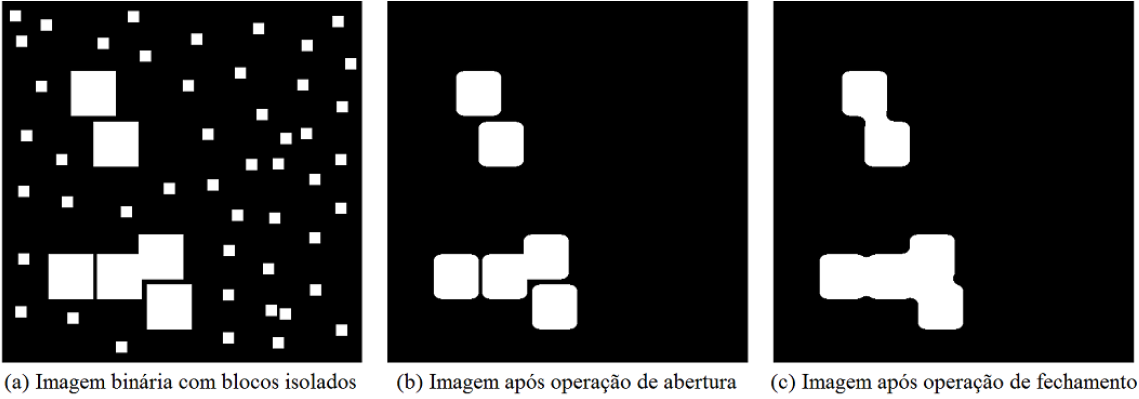 (a) Imagem binária com blocos isolados
(b) Imagem após operação de abertura
(c) Imagem após operação de fechamento